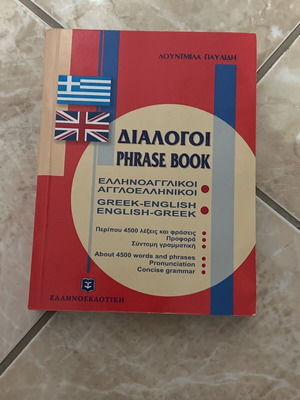 ΛΟΥΝΤΜΙΛΑ ΠΑΥΛΙΔΗ
ΔΙΑΛΟΓΟΙ
PHRASE BOOK
ΕΛΛΗΝΟΑΓΓΛΙΚΟΙ
ΑΓΓΛΟΕΛΛΗΝΙΚΟΙ
GREEK-ENGLISH
ENGLISH-GREEK
Περίπου 4500 λέξεις και φράσεις
Προφορά
Σύντομη γραμματική
About 4500 words and phrases
Pronunciation
Concise grammar
ΕΛΛΗΝΟΕΚΔΟΤΙΚΗ